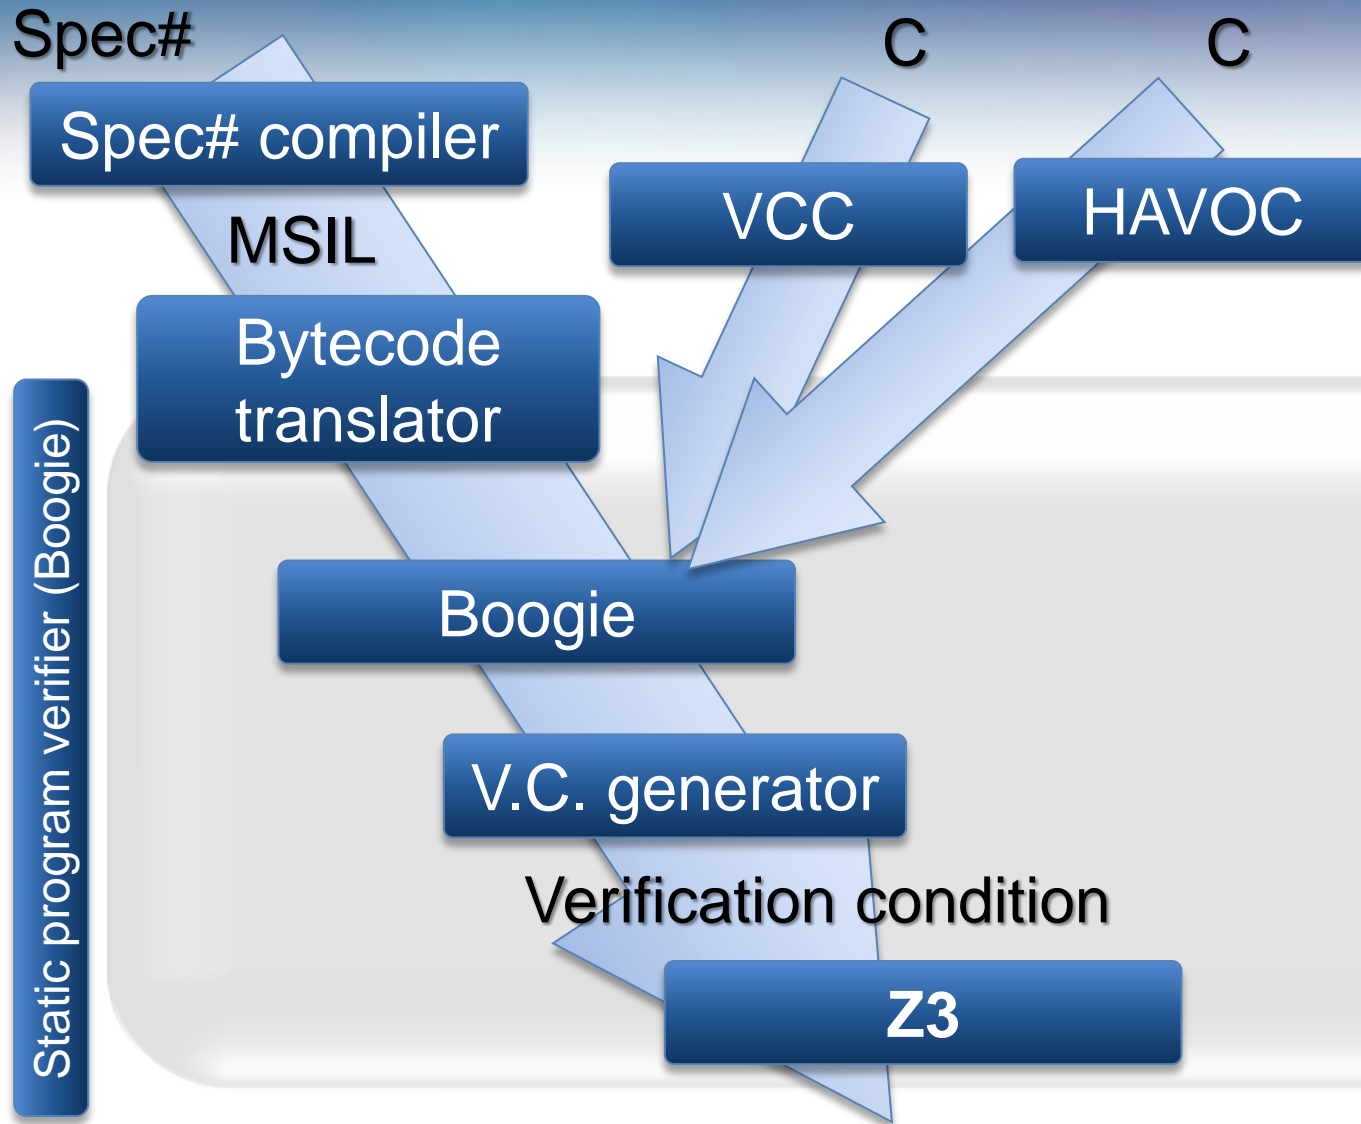 Spec#
C
C
Spec# compiler
VCC
HAVOC
MSIL
Bytecode
translator
Static program verifier (Boogie)
Boogie
V.C. generator
Verification condition
Z3